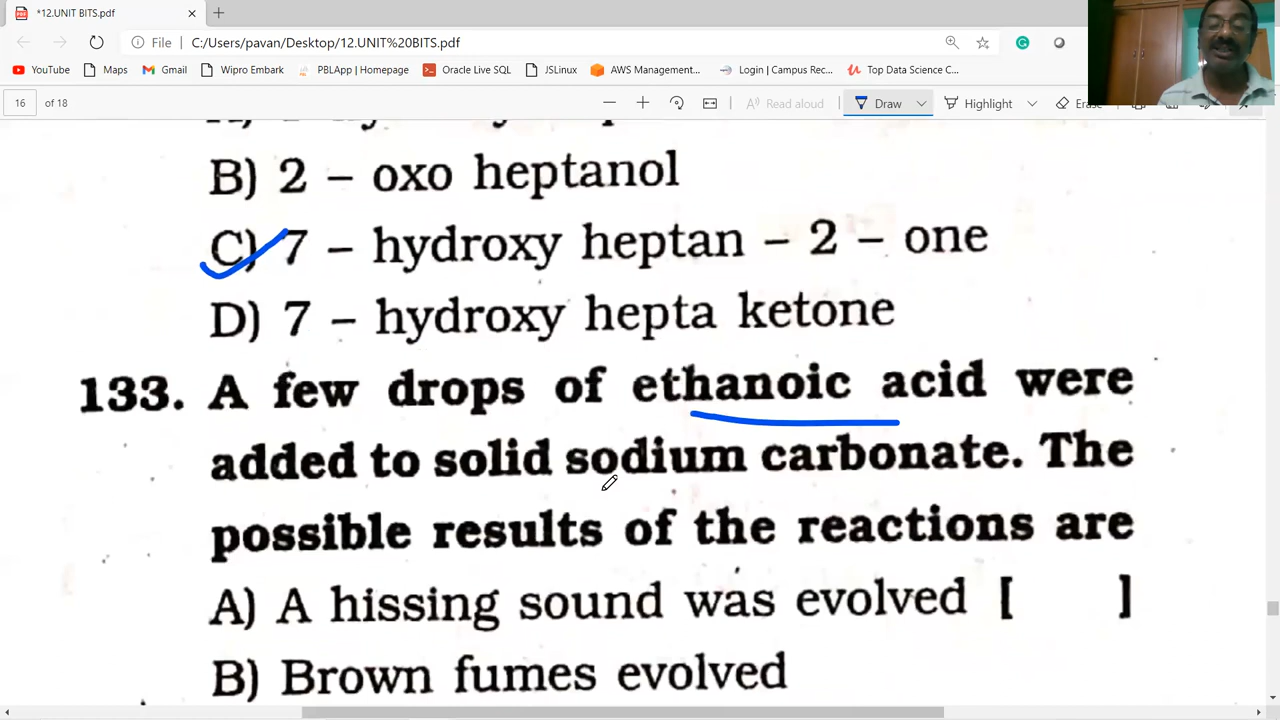 *12.UNIT BITS.pdf
File C:/Users/pavan/Desktop/12.UNIT%20BITS.pdf
YouTube Maps Gmail Wipro Embark PBLApp | Homepage Oracle Live SQL JSLinux AWS Management... Login | Campus Rec... Top Data Science C...
16 of 18 Read aloud Draw Highlight Erase
B) 2 – oxo heptanol
C) 7 – hydroxy heptan – 2 – one
D) 7 – hydroxy hepta ketone
133. A few drops of ethanoic acid were
added to solid sodium carbonate. The
possible results of the reactions are
A) A hissing sound was evolved [ ]
B) Brown fumes evolved